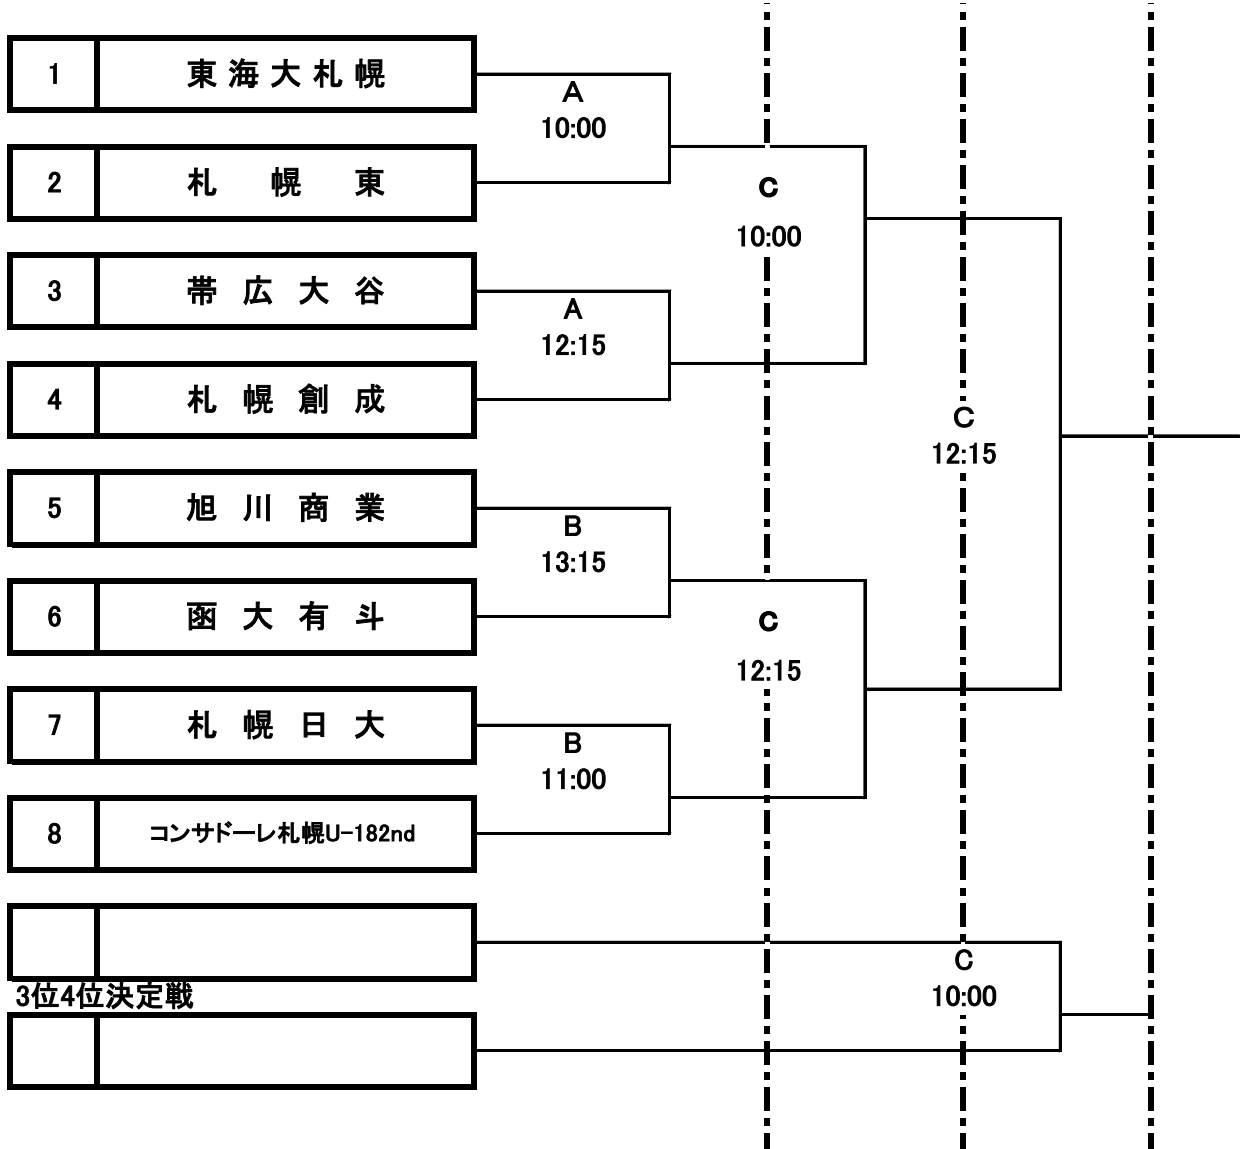 1 東海大札幌
A
10:00
2 札幌東
C
10:00
3 帯広大谷
A
12:15
4 札幌創成
C
12:15
5 旭川商業
B
13:15
6 函大有斗
C
12:15
7 札幌日大
B
11:00
8 コンサドーレ札幌U-182nd
C
10:00
3位4位決定戦